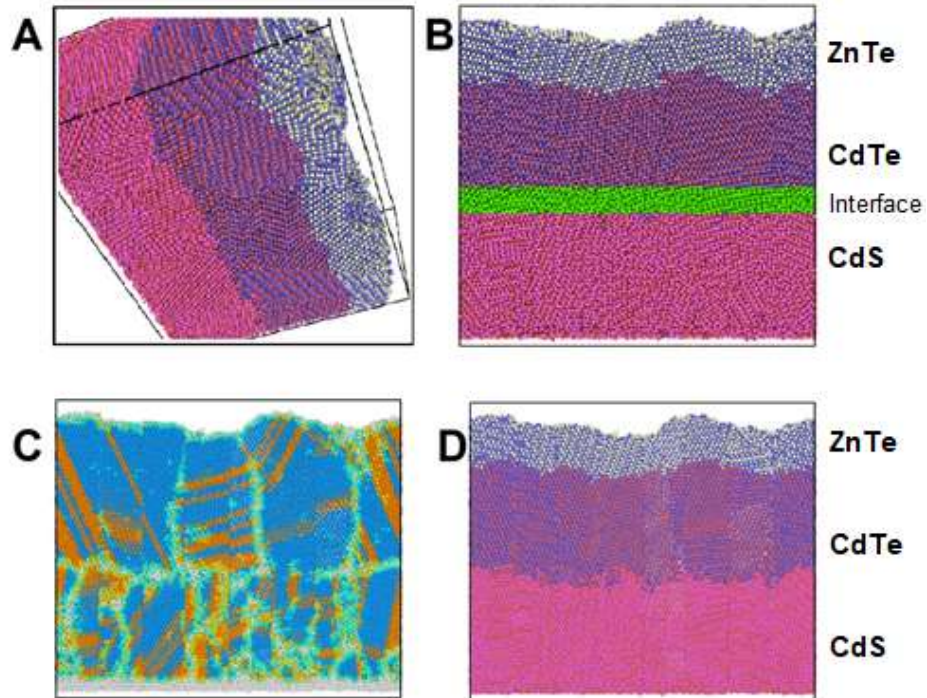 A
B
ZnTe
CdTe
Interface
CdS
C
D
ZnTe
CdTe
CdS